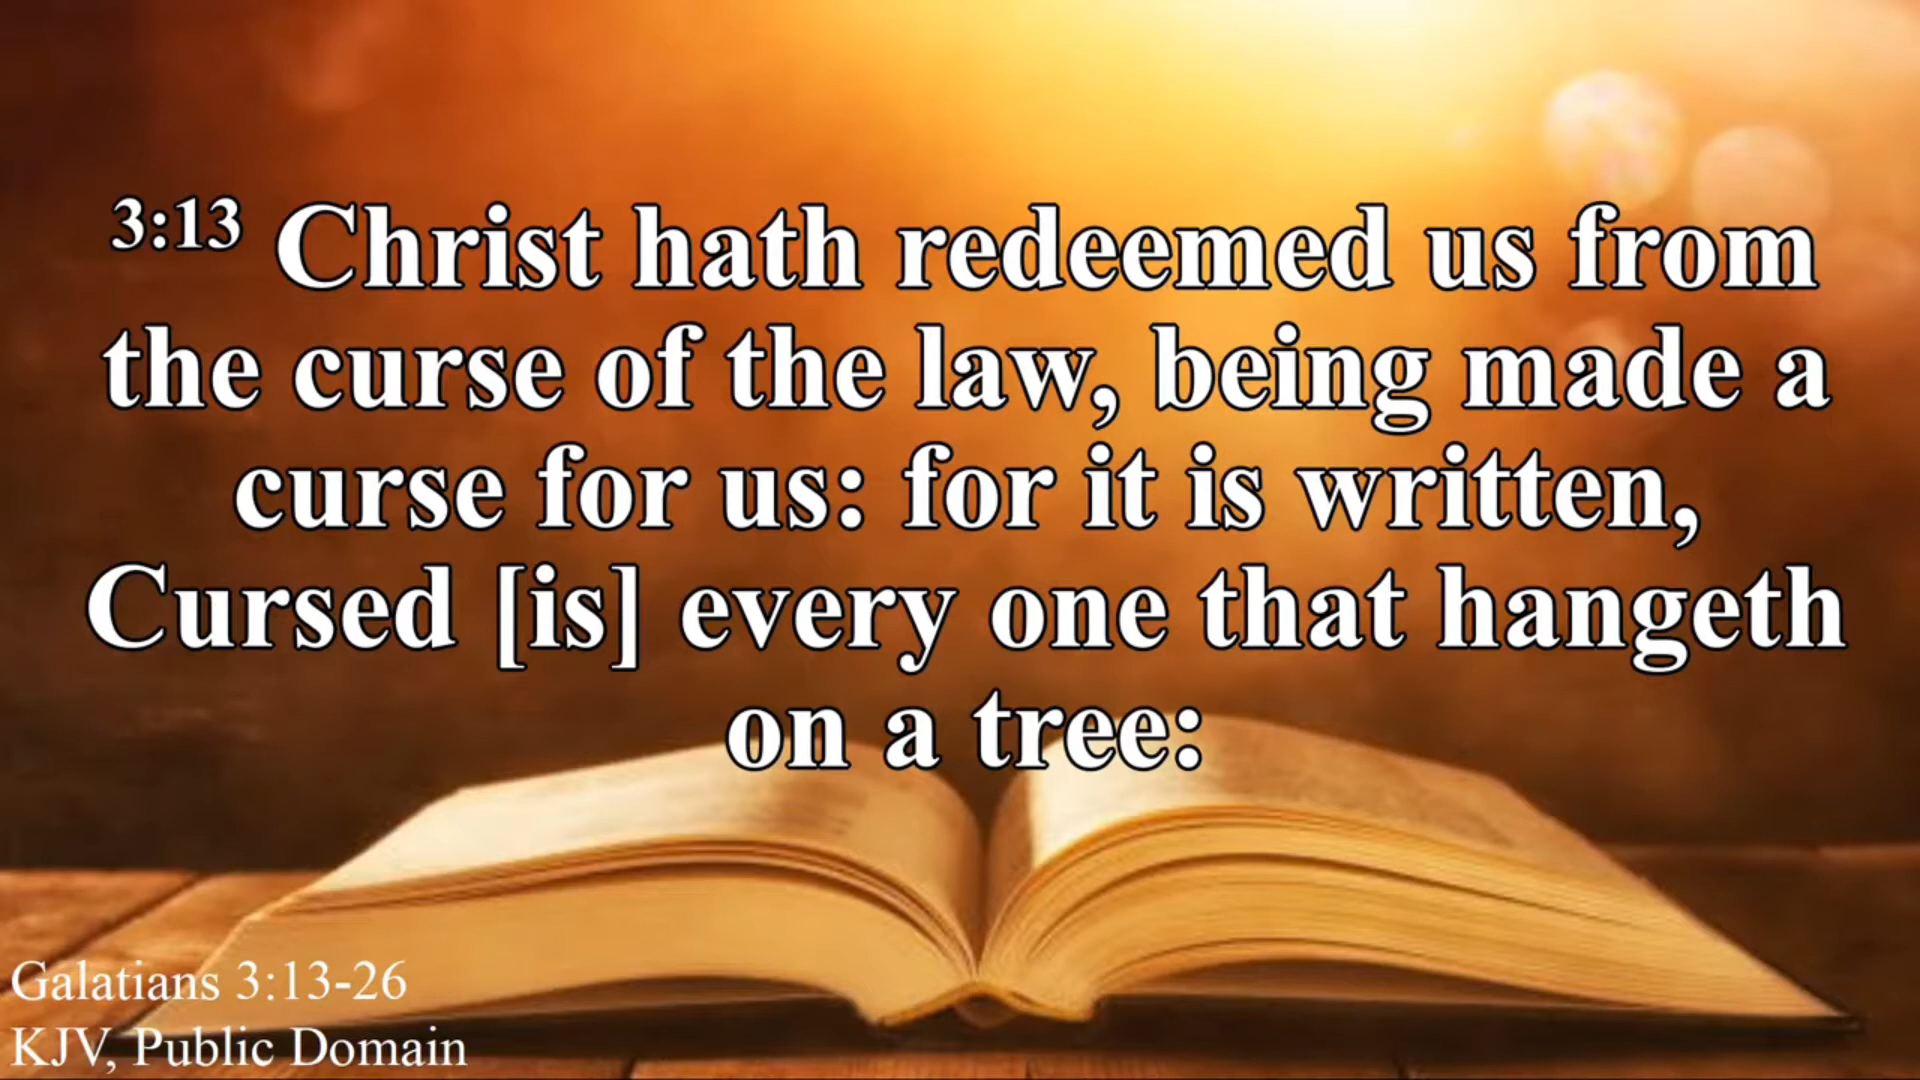 3:13 Christ hath redeemed us from
the curse of the law, being made a
curse for us: for it is written,
Cursed [is] every one that hangeth
on a tree:
Galatians 3:13-26
KJV, Public Domain